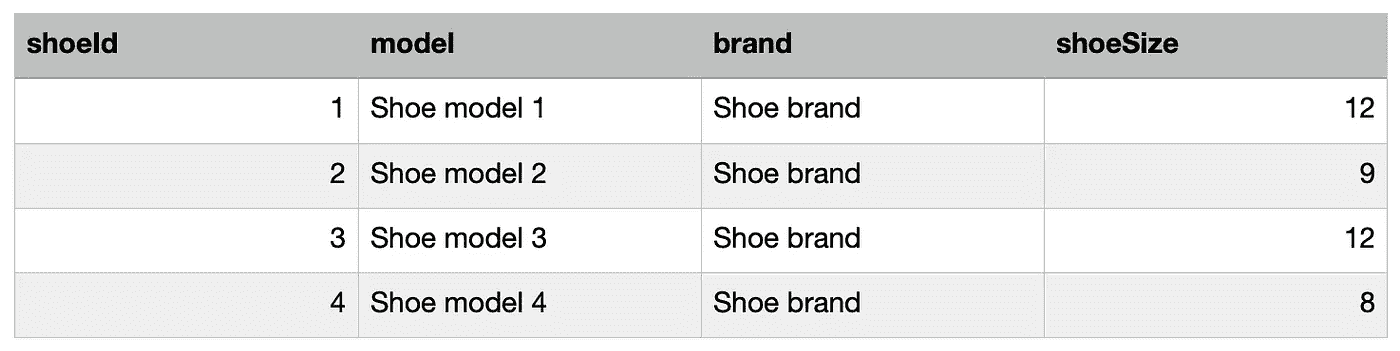 shoeId model brand shoeSize
1 Shoe model 1 Shoe brand 12
2 Shoe model 2 Shoe brand 9
3 Shoe model 3 Shoe brand 12
4 Shoe model 4 Shoe brand 8